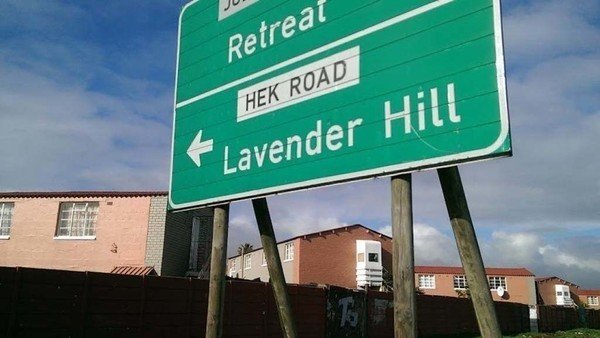 Retreat
HEK ROAD
Lavender Hill